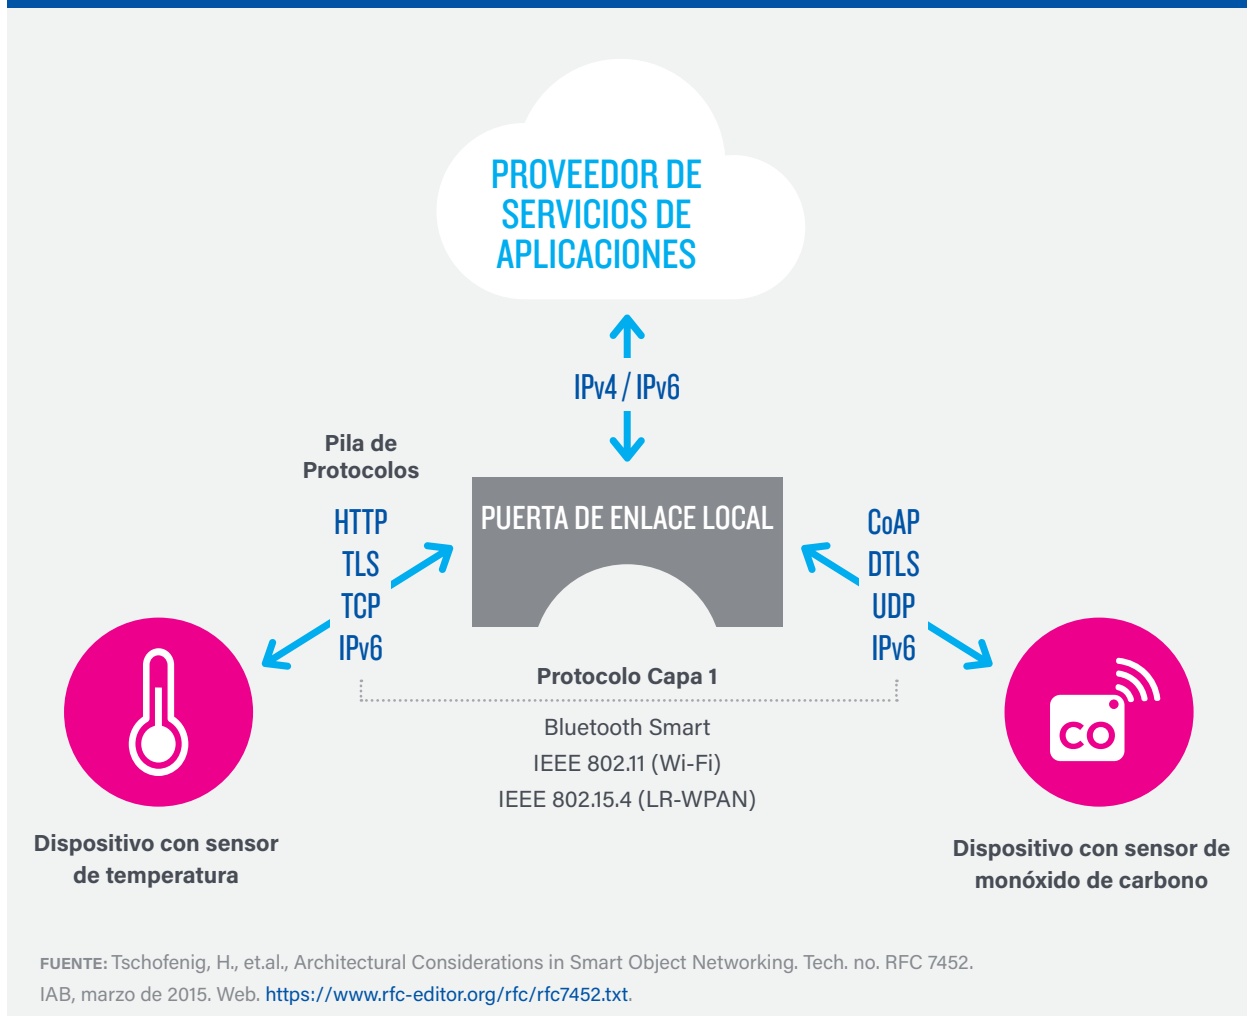 PROVEEDOR DE
SERVICIOS DE
APLICACIONES
IPv4 / IPv6
Pila de
Protocolos
HTTP
TLS
TCP
IPv6
PUERTA DE ENLACE LOCAL
CoAP
DTLS
UDP
IPv6
Protocolo Capa 1
Bluetooth Smart
IEEE 802.11 (Wi-Fi)
IEEE 802.15.4 (LR-WPAN)
CO
Dispositivo con sensor
de temperatura
Dispositivo con sensor de
monóxido de carbono
FUENTE: Tschofenig, H., et.al., Architectural Considerations in Smart Object Networking. Tech. no. RFC 7452.
IAB, marzo de 2015. Web. https://www.rfc-editor.org/rfc/rfc7452.txt.